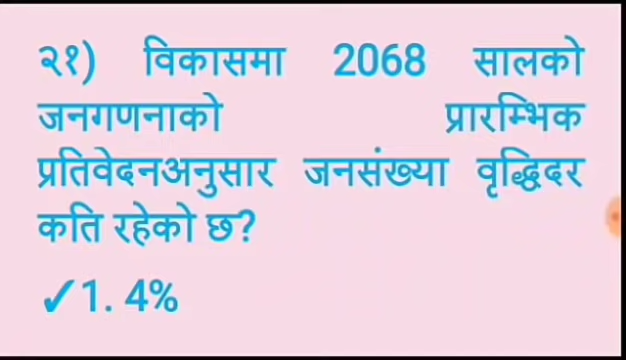 २१) विकासमा 2068 सालको
जनगणनाको प्रारम्भिक
प्रतिवेदनअनुसार जनसंख्या वृद्धिदर
कति रहेको छ?
✓1. 4%